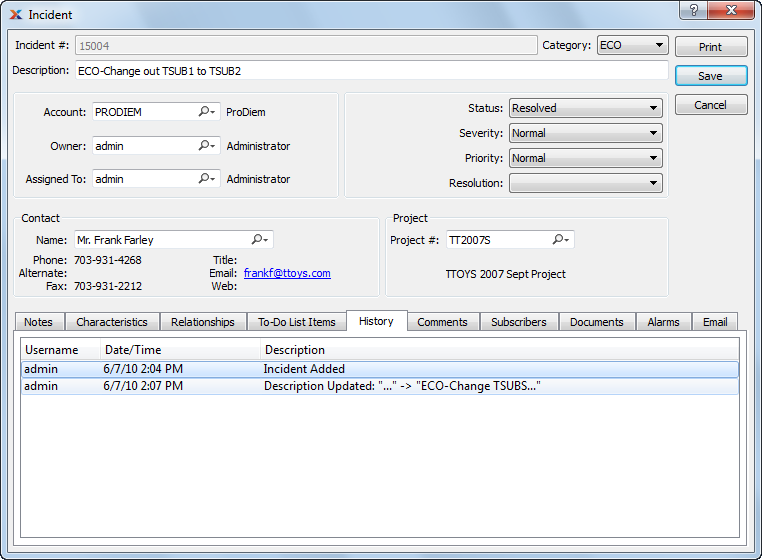 Incident
Incident #: 15004 Category: ECO Print
Description: ECO-Change out TSUB1 to TSUB2 Save
Cancel
Account: PRODIEM ProDiem Status: Resolved
Owner: admin Administrator Severity: Normal
Assigned To: admin Administrator Priority: Normal
Resolution:
Contact Project
Name: Mr. Frank Farley Project #: TT2007S
Phone: 703-931-4268 Title:
Alternate: Email: frankf@ttoys.com TTOYS 2007 Sept Project
Fax: 703-931-2212 Web:
Notes Characteristics Relationships To-Do List Items History Comments Subscribers Documents Alarms Email
Username Date/Time Description
admin 6/7/10 2:04 PM Incident Added
admin 6/7/10 2:07 PM Description Updated: "..." -> "ECO-Change TSUBS..."